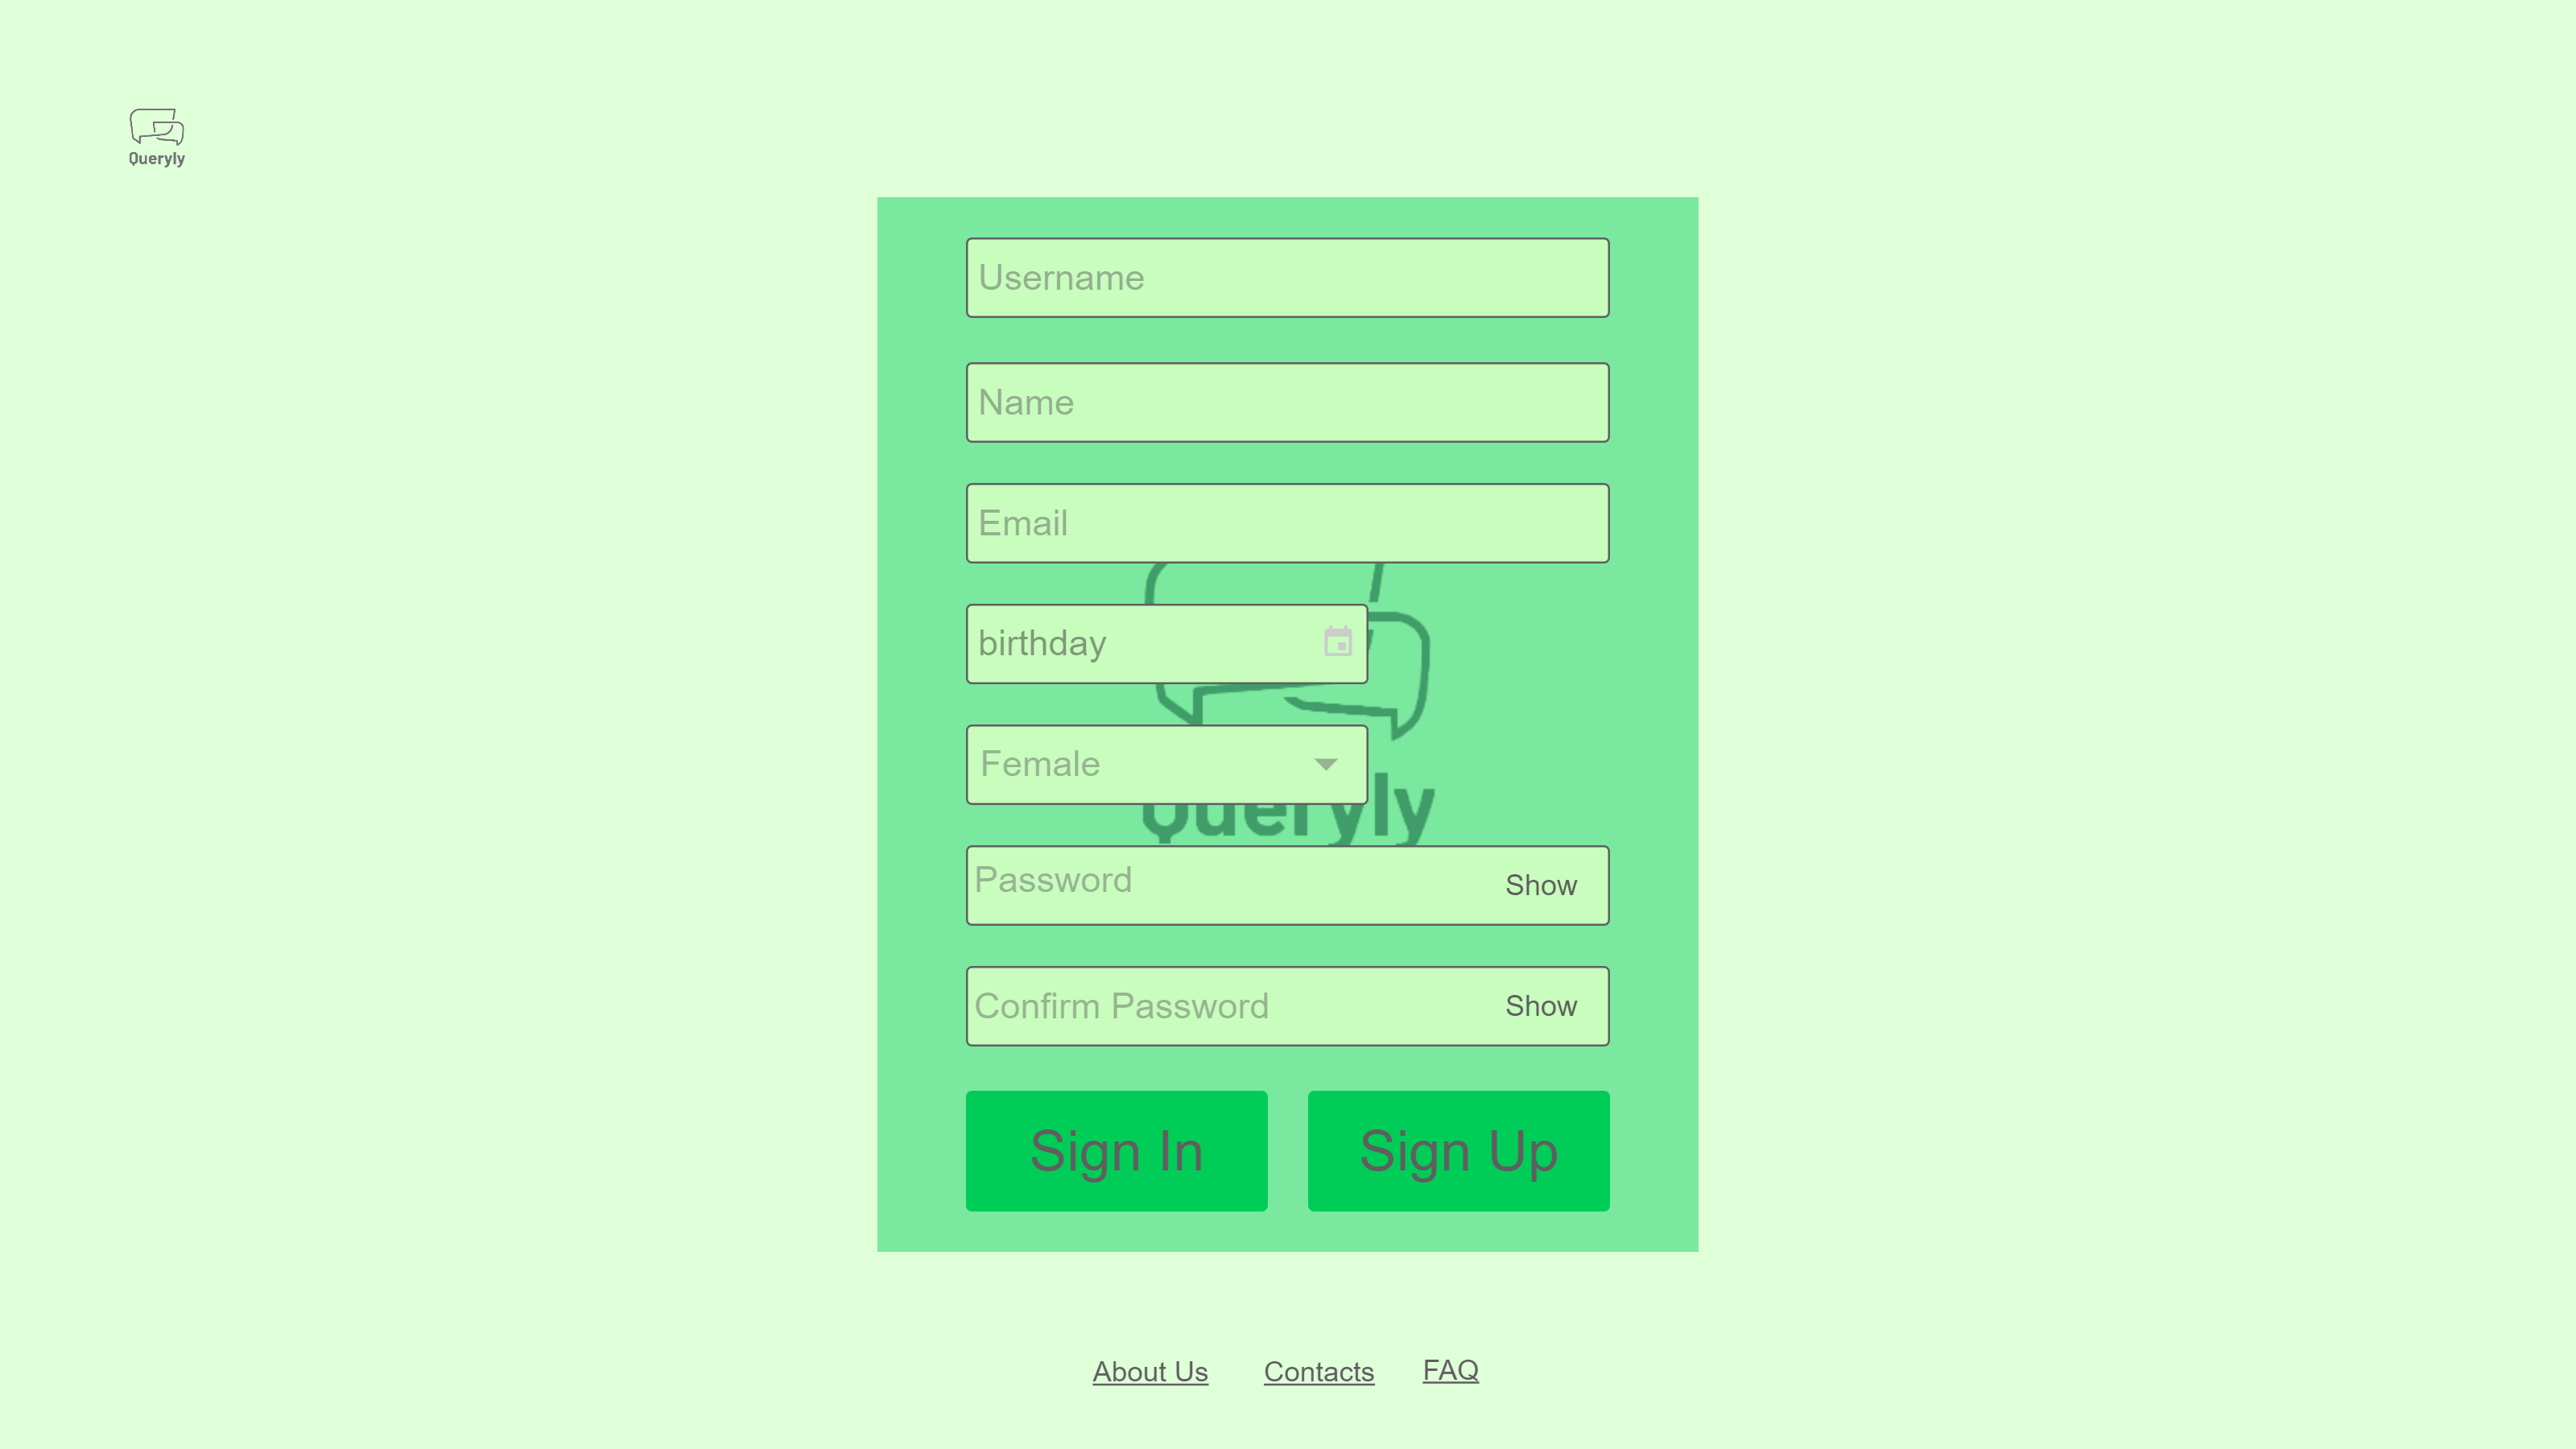 Queryly
Username
Name
Email
birthday
Female
Queryly
Password
Show
Confirm Password
Show
Sign In
Sign Up
About Us
Contacts
FAQ